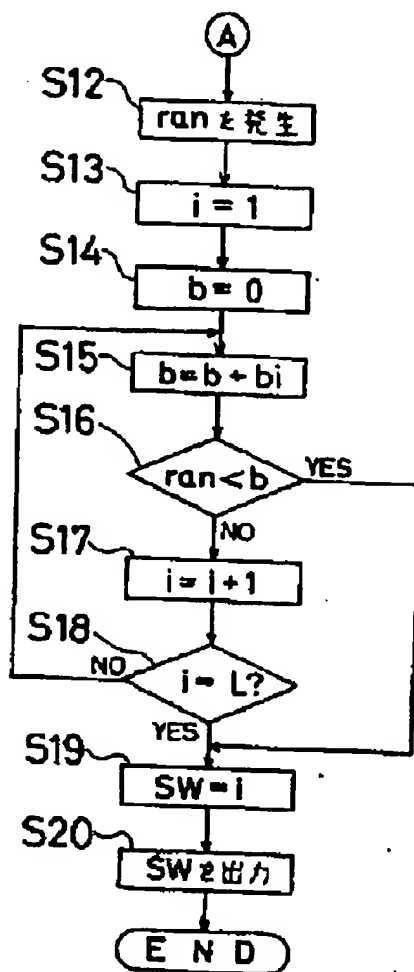 A
S12
ranを発生
S13
i = 1
S14
b = 0
S15
b = b + bi
S16
ran < b
YES
NO
S17
i = i + 1
S18
i = L?
NO
YES
S19
SW = i
S20
SWを出力
END